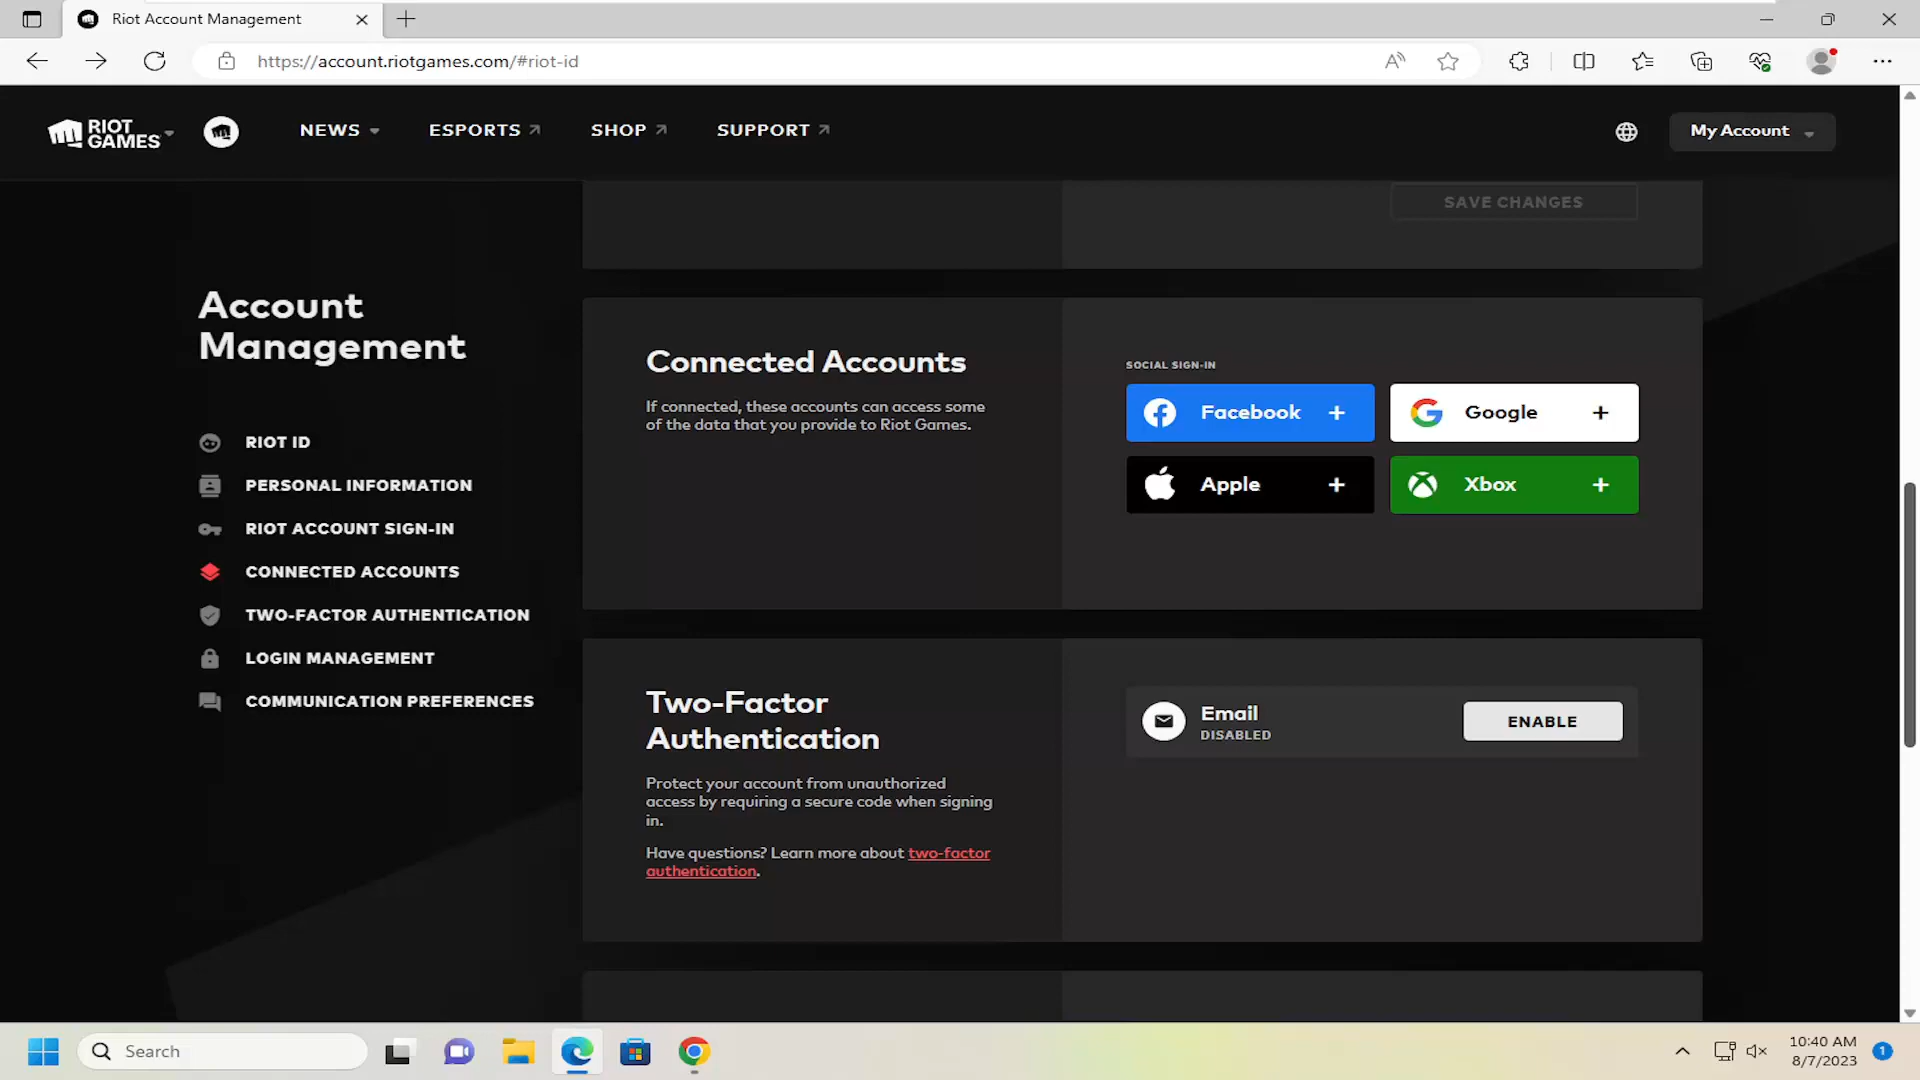 Riot Account Management
https://account.riotgames.com/#riot-id
RIOT GAMES
NEWS
ESPORTS
SHOP
SUPPORT
My Account
SAVE CHANGES
Account
Management
RIOT ID
PERSONAL INFORMATION
RIOT ACCOUNT SIGN-IN
CONNECTED ACCOUNTS
TWO-FACTOR AUTHENTICATION
LOGIN MANAGEMENT
COMMUNICATION PREFERENCES
Connected Accounts
If connected, these accounts can access some
of the data that you provide to Riot Games.
SOCIAL SIGN-IN
Facebook +
Google +
Apple +
Xbox +
Two-Factor
Authentication
Protect your account from unauthorized
access by requiring a secure code when signing
in.
Have questions? Learn more about two-factor
authentication.
Email
DISABLED
ENABLE
Search
10:40 AM
8/7/2023
1